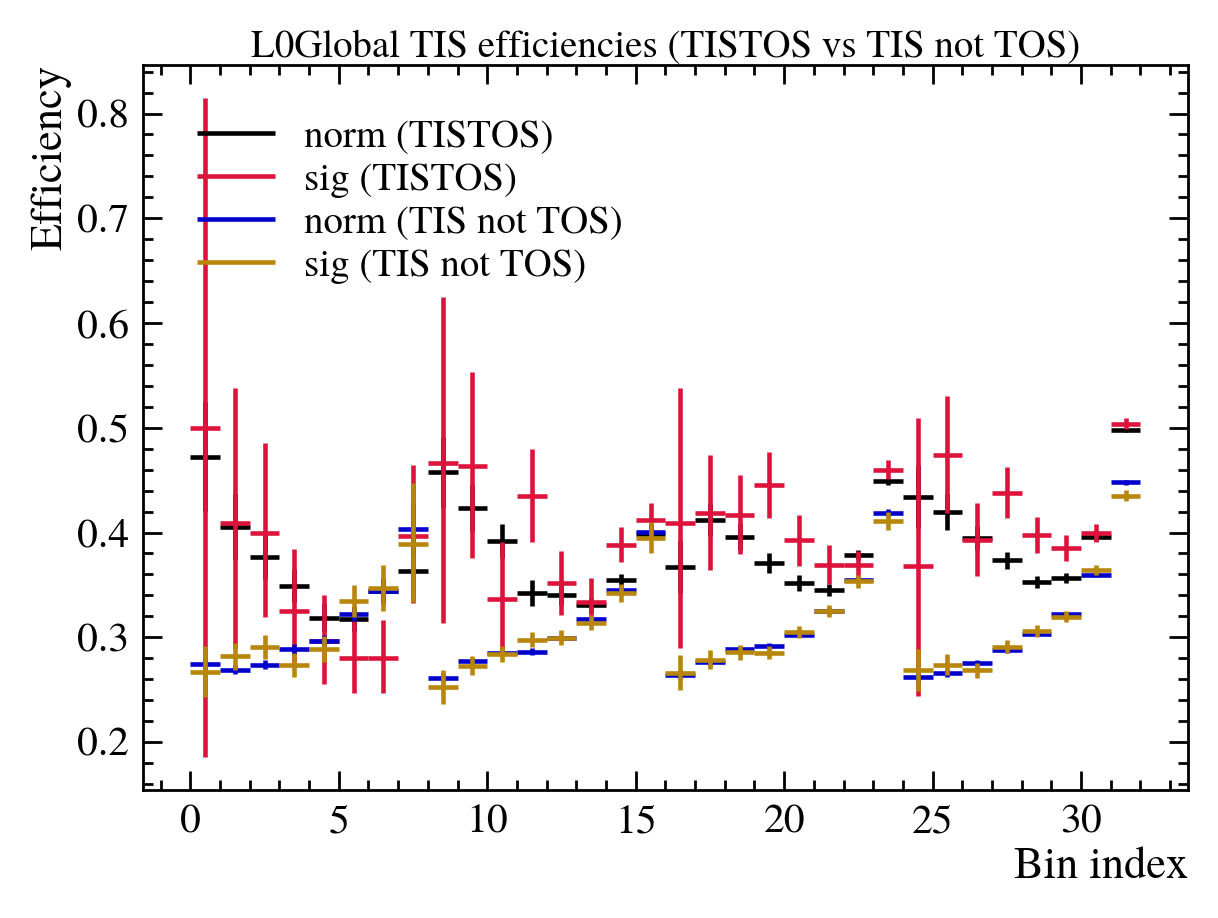 L0Global TIS efficiencies (TISTOS vs TIS not TOS)
Efficiency
0.8
0.7
0.6
0.5
0.4
0.3
0.2
norm (TISTOS)
sig (TISTOS)
norm (TIS not TOS)
sig (TIS not TOS)
0 5 10 15 20 25 30
Bin index